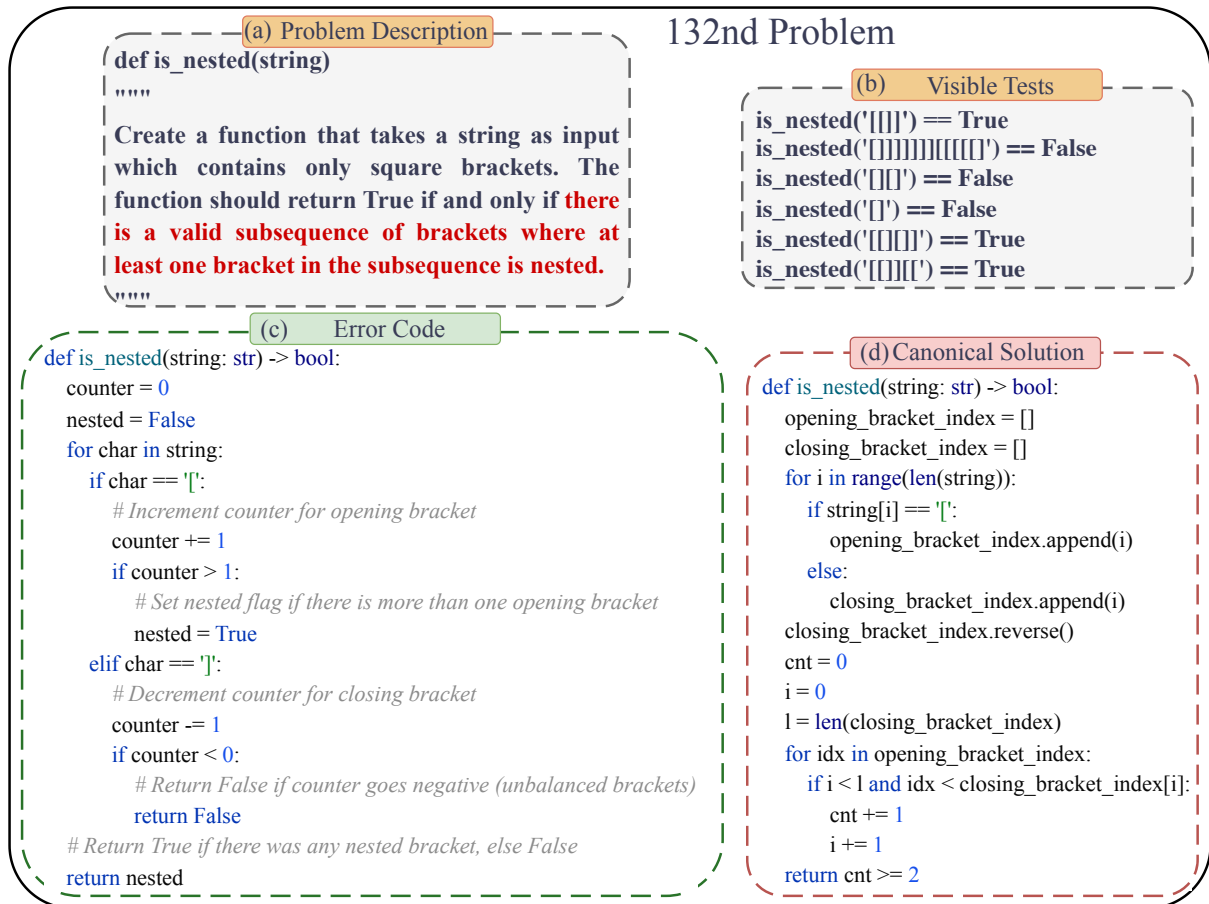 132nd Problem
(a) Problem Description
def is_nested(string)
"""
Create a function that takes a string as input
which contains only square brackets. The
function should return True if and only if there
is a valid subsequence of brackets where at
least one bracket in the subsequence is nested.
"""
(b) Visible Tests
is_nested('[[]]') == True
is_nested('[]]]]]]][[[[[]') == False
is_nested('[][]') == False
is_nested('[]') == False
is_nested('[[][]]') == True
is_nested('[[]][[') == True
(c) Error Code
def is_nested(string: str) -> bool:
counter = 0
nested = False
for char in string:
if char == '[':
# Increment counter for opening bracket
counter += 1
if counter > 1:
# Set nested flag if there is more than one opening bracket
nested = True
elif char == ']':
# Decrement counter for closing bracket
counter -= 1
if counter < 0:
# Return False if counter goes negative (unbalanced brackets)
return False
# Return True if there was any nested bracket, else False
return nested
(d) Canonical Solution
def is_nested(string: str) -> bool:
opening_bracket_index = []
closing_bracket_index = []
for i in range(len(string)):
if string[i] == '[':
opening_bracket_index.append(i)
else:
closing_bracket_index.append(i)
closing_bracket_index.reverse()
cnt = 0
i = 0
l = len(closing_bracket_index)
for idx in opening_bracket_index:
if i < l and idx < closing_bracket_index[i]:
cnt += 1
i += 1
return cnt >= 2